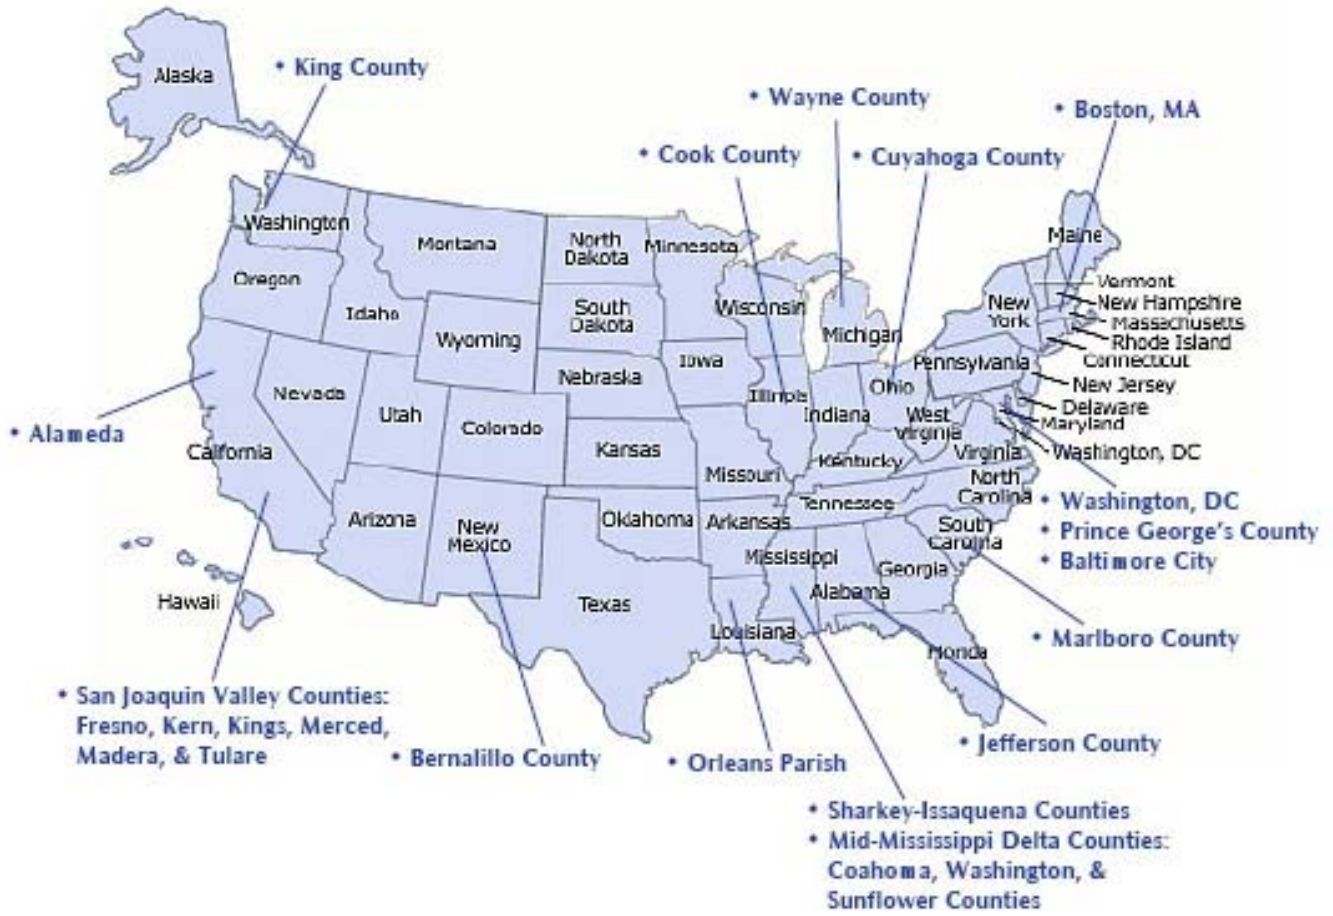 Alaska
• King County
• Wayne County
• Boston, MA
• Cook County
• Cuyahoga County
Washington
Montana
North
Dakota
Minnesota
Maine
Oregon
Idaho
Wyoming
South
Dakota
Wisconsin
Michigan
New
York
Vermont
New Hampshire
Massachusetts
Rhode Island
Connecticut
Nevada
Utah
Colorado
Nebraska
Iowa
Illinois
Indiana
Ohio
Pennsylvania
New Jersey
Delaware
Maryland
Washington, DC
• Alameda
California
Kansas
Missouri
Kentucky
West
Virginia
Virginia
North
Carolina
Arizona
New
Mexico
Oklahoma
Arkansas
Tennessee
South
Carolina
• Washington, DC
• Prince George's County
• Baltimore City
Mississippi
Alabama
Georgia
Hawaii
Texas
Louisiana
Florida
• Marlboro County
• San Joaquin Valley Counties:
Fresno, Kern, Kings, Merced,
Madera, & Tulare
• Bernalillo County
• Orleans Parish
• Jefferson County
• Sharkey-Issaquena Counties
• Mid-Mississippi Delta Counties:
Coahoma, Washington, &
Sunflower Counties